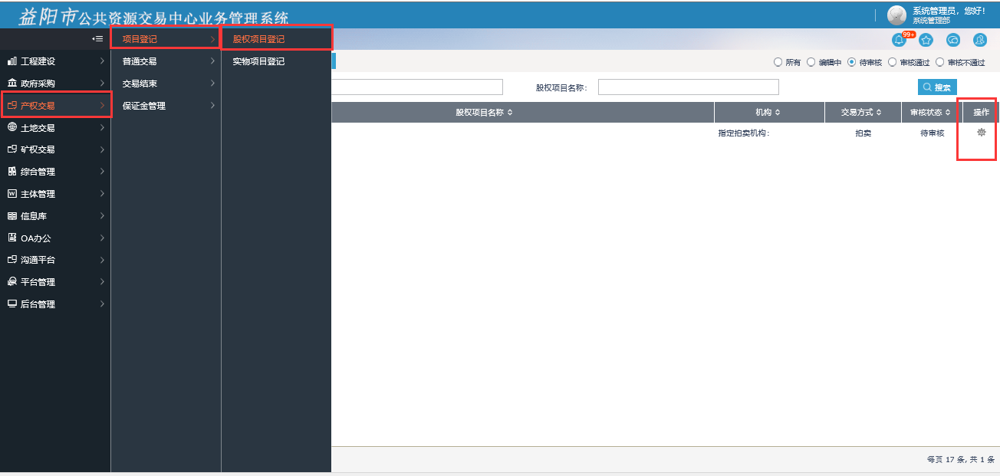 益阳市公共资源交易中心业务管理系统
系统管理员，您好！
系统管理部
99+
工程建设
政府采购
产权交易
土地交易
矿权交易
综合管理
主体管理
信息库
OA办公
沟通平台
平台管理
后台管理
项目登记
普通交易
交易结束
保证金管理
股权项目登记
实物项目登记
所有 编辑中 待审核 审核通过 审核不通过
股权项目名称： 搜索
股权项目名称 机构 交易方式 审核状态 操作
指定拍卖机构： 拍卖 待审核
每页 17 条, 共 1 条